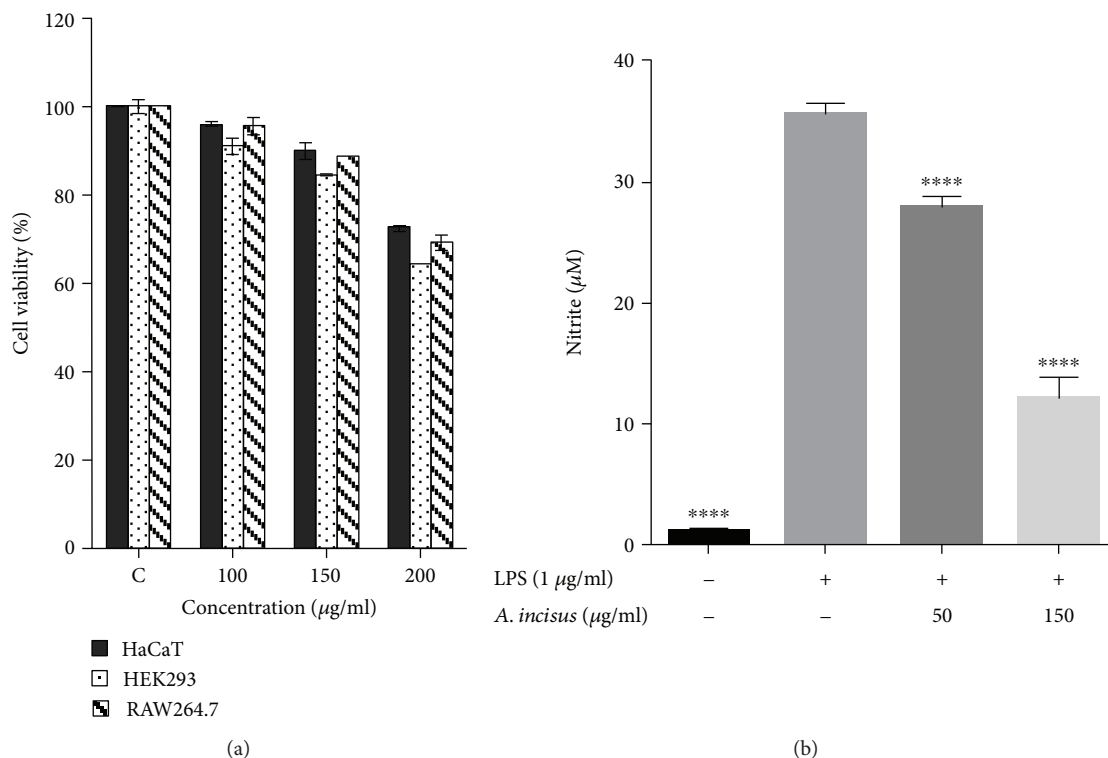 120
100
80
60
40
20
0
Cell viability (%)
C 100 150 200
Concentration (μg/ml)
HaCaT
HEK293
RAW264.7
(a)
40
30
20
10
0
Nitrite (μM)
****
****
****
LPS (1 μg/ml) – + + +
A. incisus (μg/ml) – – 50 150
(b)